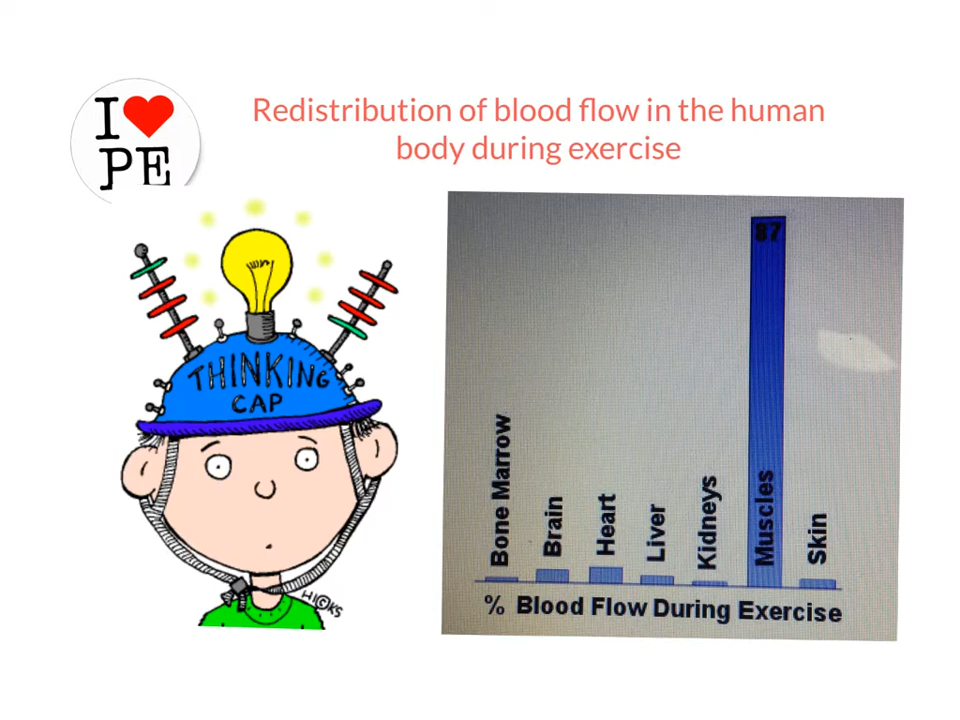 I ❤ PE
Redistribution of blood flow in the human
body during exercise
THINKING
CAP
HICKS
87
Bone Marrow
Brain
Heart
Liver
Kidneys
Muscles
Skin
% Blood Flow During Exercise